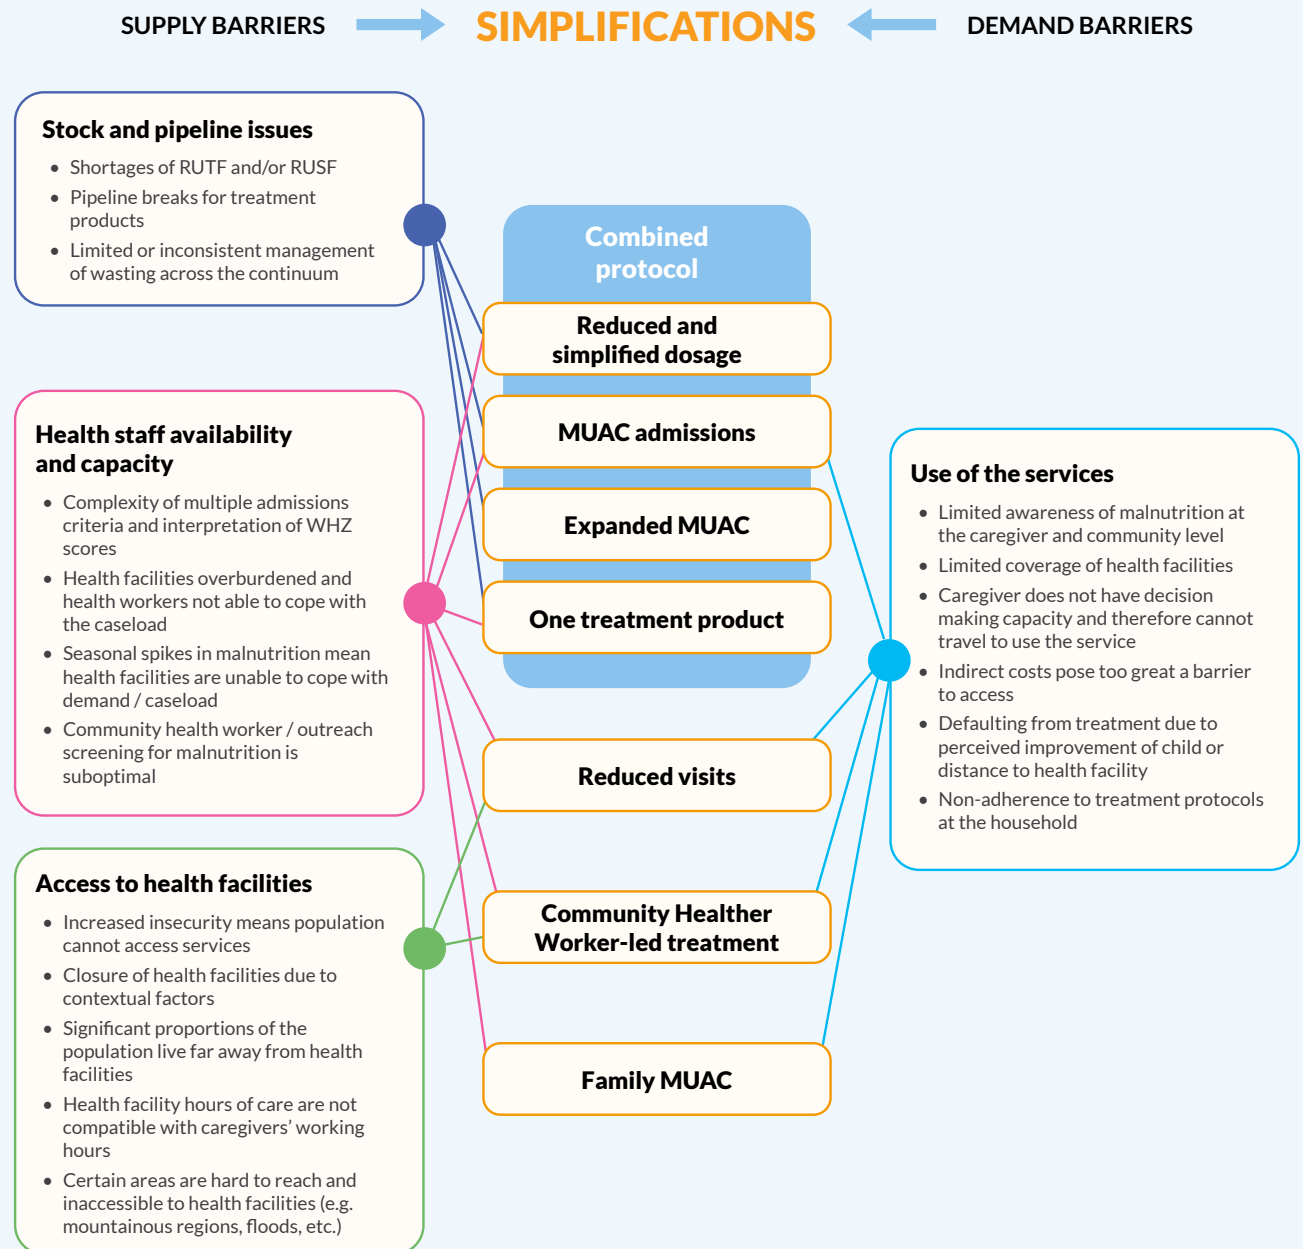 SUPPLY BARRIERS
SIMPLIFICATIONS
DEMAND BARRIERS
Stock and pipeline issues
• Shortages of RUTF and/or RUSF
• Pipeline breaks for treatment
products
• Limited or inconsistent management
of wasting across the continuum
Health staff availability
and capacity
• Complexity of multiple admissions
criteria and interpretation of WHZ
scores
• Health facilities overburdened and
health workers not able to cope with
the caseload
• Seasonal spikes in malnutrition mean
health facilities are unable to cope with
demand / caseload
• Community health worker / outreach
screening for malnutrition is
suboptimal
Access to health facilities
• Increased insecurity means population
cannot access services
• Closure of health facilities due to
contextual factors
• Significant proportions of the
population live far away from health
facilities
• Health facility hours of care are not
compatible with caregivers’ working
hours
• Certain areas are hard to reach and
inaccessible to health facilities (e.g.
mountainous regions, floods, etc.)
Combined
protocol
Reduced and
simplified dosage
MUAC admissions
Expanded MUAC
One treatment product
Reduced visits
Community Healther
Worker-led treatment
Family MUAC
Use of the services
• Limited awareness of malnutrition at
the caregiver and community level
• Limited coverage of health facilities
• Caregiver does not have decision
making capacity and therefore cannot
travel to use the service
• Indirect costs pose too great a barrier
to access
• Defaulting from treatment due to
perceived improvement of child or
distance to health facility
• Non-adherence to treatment protocols
at the household